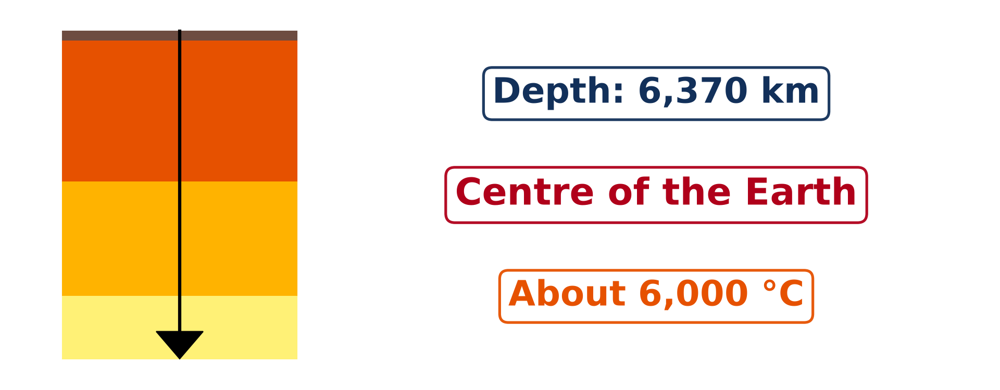 Depth: 6,370 km
Centre of the Earth
About 6,000 °C